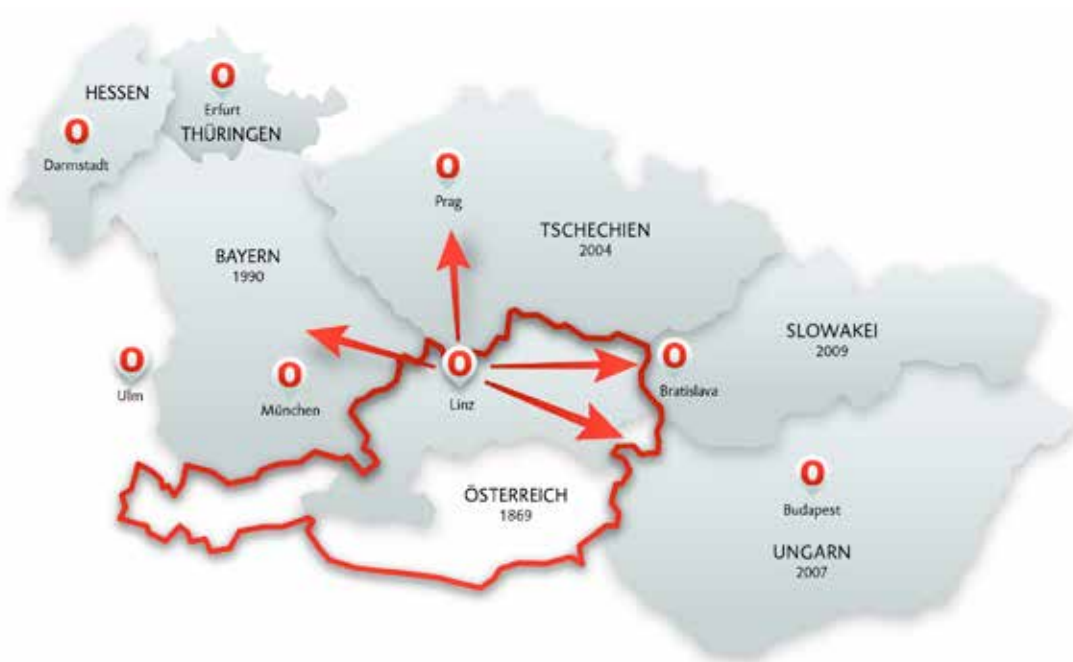 HESSEN
Erfurt
THÜRINGEN
Darmstadt
Prag
TSCHECHIEN
2004
BAYERN
1990
SLOWAKEI
2009
Ulm
München
Linz
Bratislava
ÖSTERREICH
1869
Budapest
UNGARN
2007